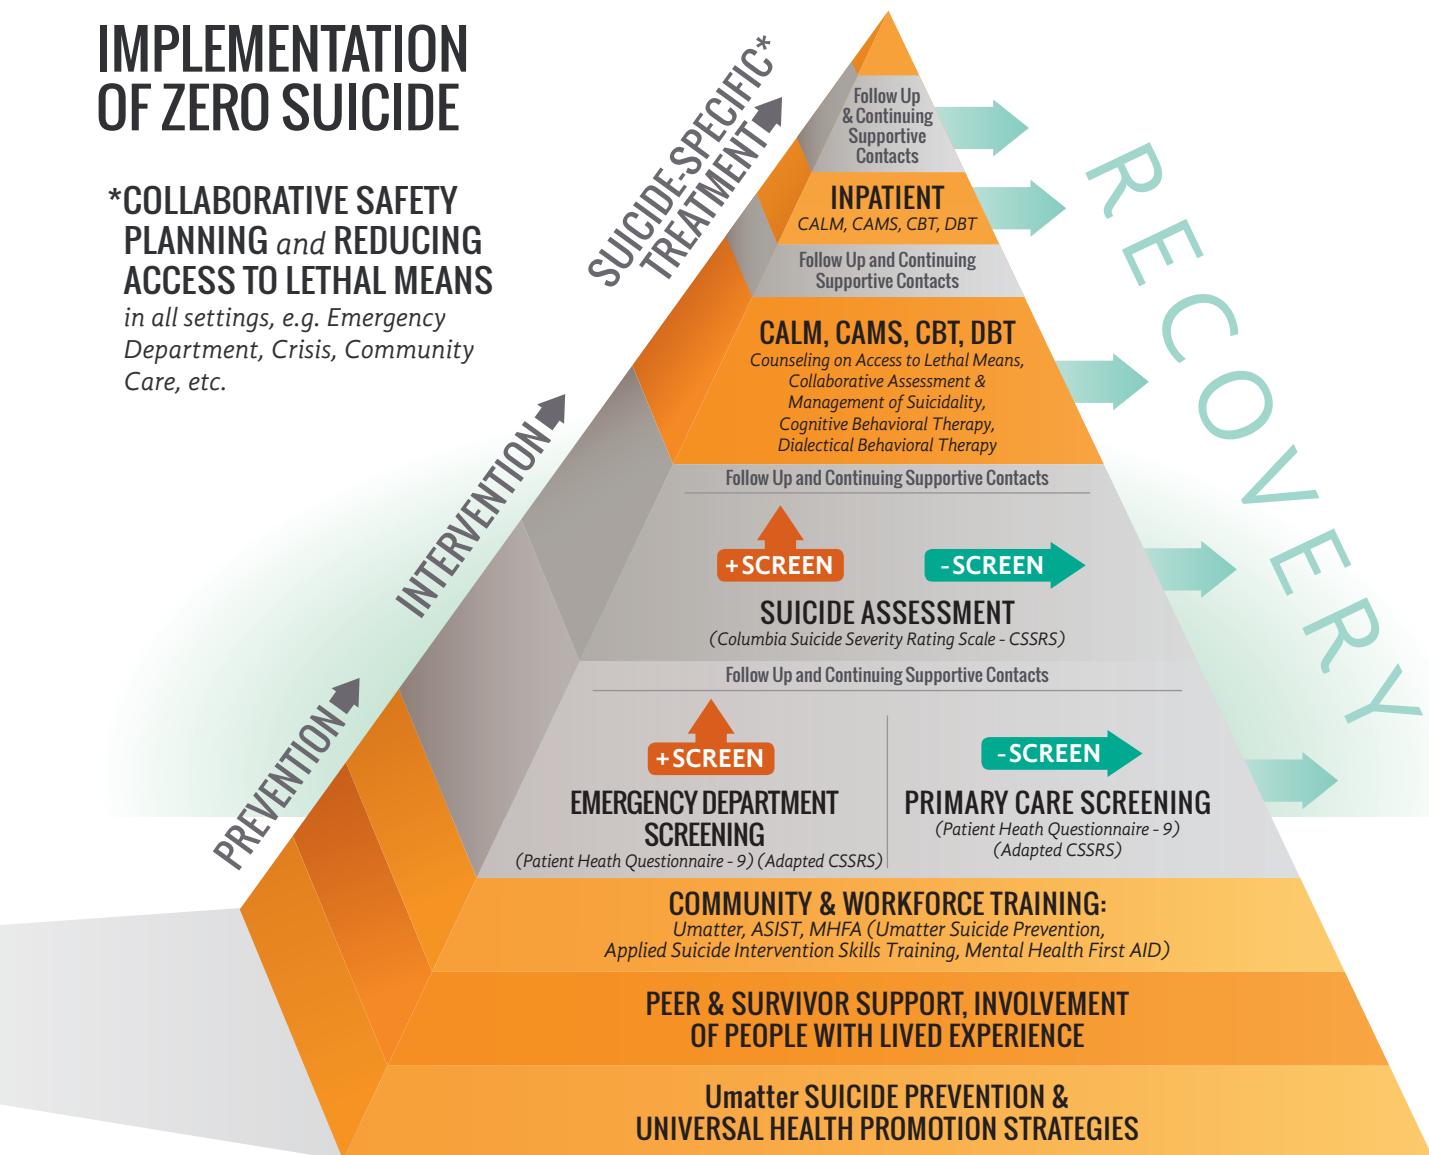 IMPLEMENTATION
OF ZERO SUICIDE
*COLLABORATIVE SAFETY
PLANNING and REDUCING
ACCESS TO LETHAL MEANS
in all settings, e.g. Emergency
Department, Crisis, Community
Care, etc.
SUICIDE-SPECIFIC*
TREATMENT
INTERVENTION
PREVENTION
RECOVERY
Follow Up
& Continuing
Supportive
Contacts
INPATIENT
CALM, CAMS, CBT, DBT
Follow Up and Continuing
Supportive Contacts
CALM, CAMS, CBT, DBT
Counseling on Access to Lethal Means,
Collaborative Assessment &
Management of Suicidality,
Cognitive Behavioral Therapy,
Dialectical Behavioral Therapy
Follow Up and Continuing Supportive Contacts
+SCREEN
-SCREEN
SUICIDE ASSESSMENT
(Columbia Suicide Severity Rating Scale - CSSRS)
Follow Up and Continuing Supportive Contacts
+SCREEN
EMERGENCY DEPARTMENT
SCREENING
(Patient Heath Questionnaire - 9) (Adapted CSSRS)
-SCREEN
PRIMARY CARE SCREENING
(Patient Heath Questionnaire - 9)
(Adapted CSSRS)
COMMUNITY & WORKFORCE TRAINING:
Umatter, ASIST, MHFA (Umatter Suicide Prevention,
Applied Suicide Intervention Skills Training, Mental Health First AID)
PEER & SURVIVOR SUPPORT, INVOLVEMENT
OF PEOPLE WITH LIVED EXPERIENCE
Umatter SUICIDE PREVENTION &
UNIVERSAL HEALTH PROMOTION STRATEGIES